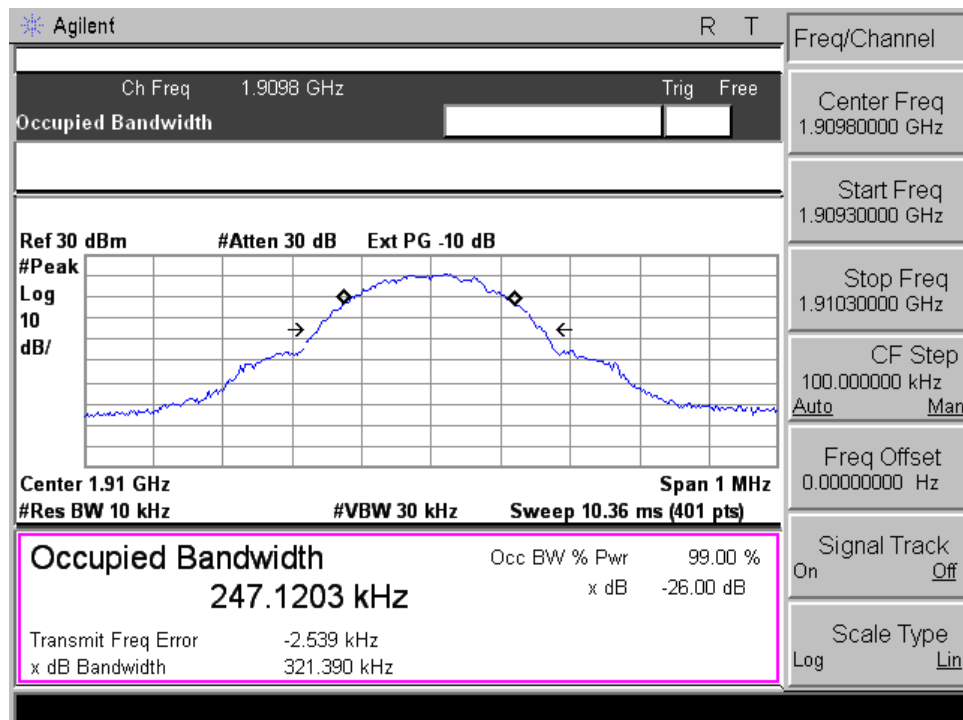 Agilent R T
Ch Freq 1.9098 GHz Trig Free
Occupied Bandwidth
Ref 30 dBm #Atten 30 dB Ext PG -10 dB
#Peak
Log
10
dB/
Center 1.91 GHz Span 1 MHz
#Res BW 10 kHz #VBW 30 kHz Sweep 10.36 ms (401 pts)
Occupied Bandwidth
247.1203 kHz
Occ BW % Pwr 99.00 %
x dB -26.00 dB
Transmit Freq Error -2.539 kHz
x dB Bandwidth 321.390 kHz
Freq/Channel
Center Freq
1.90980000 GHz
Start Freq
1.90930000 GHz
Stop Freq
1.91030000 GHz
CF Step
100.000000 kHz
Auto Man
Freq Offset
0.00000000 Hz
Signal Track
On Off
Scale Type
Log Lin